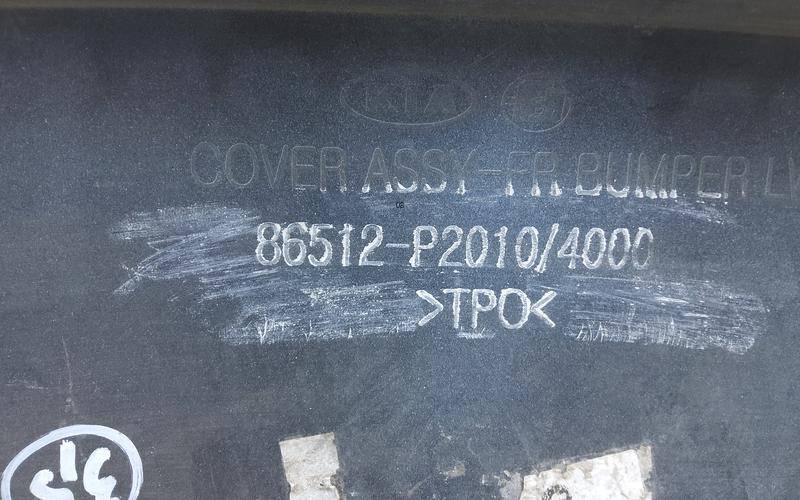 KIA
COVER ASSY-FR BUMPER LW
86512-P2010/4000
>TPO<